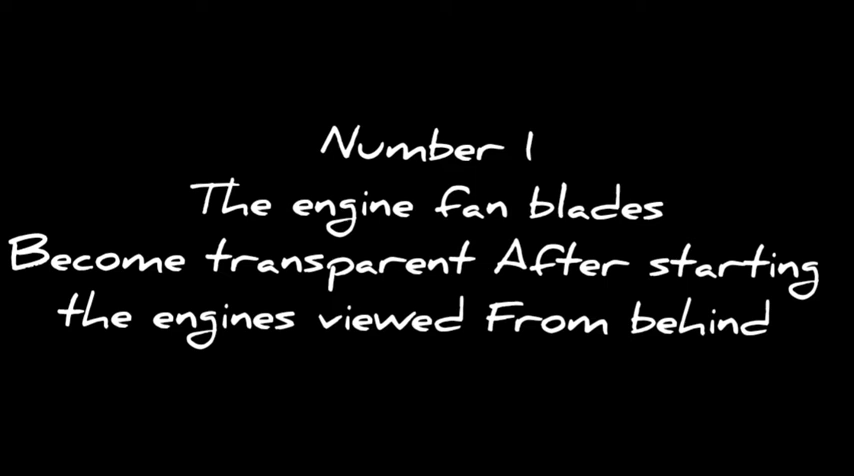 Number 1
The engine fan blades
Become transparent After starting
the engines viewed From behind